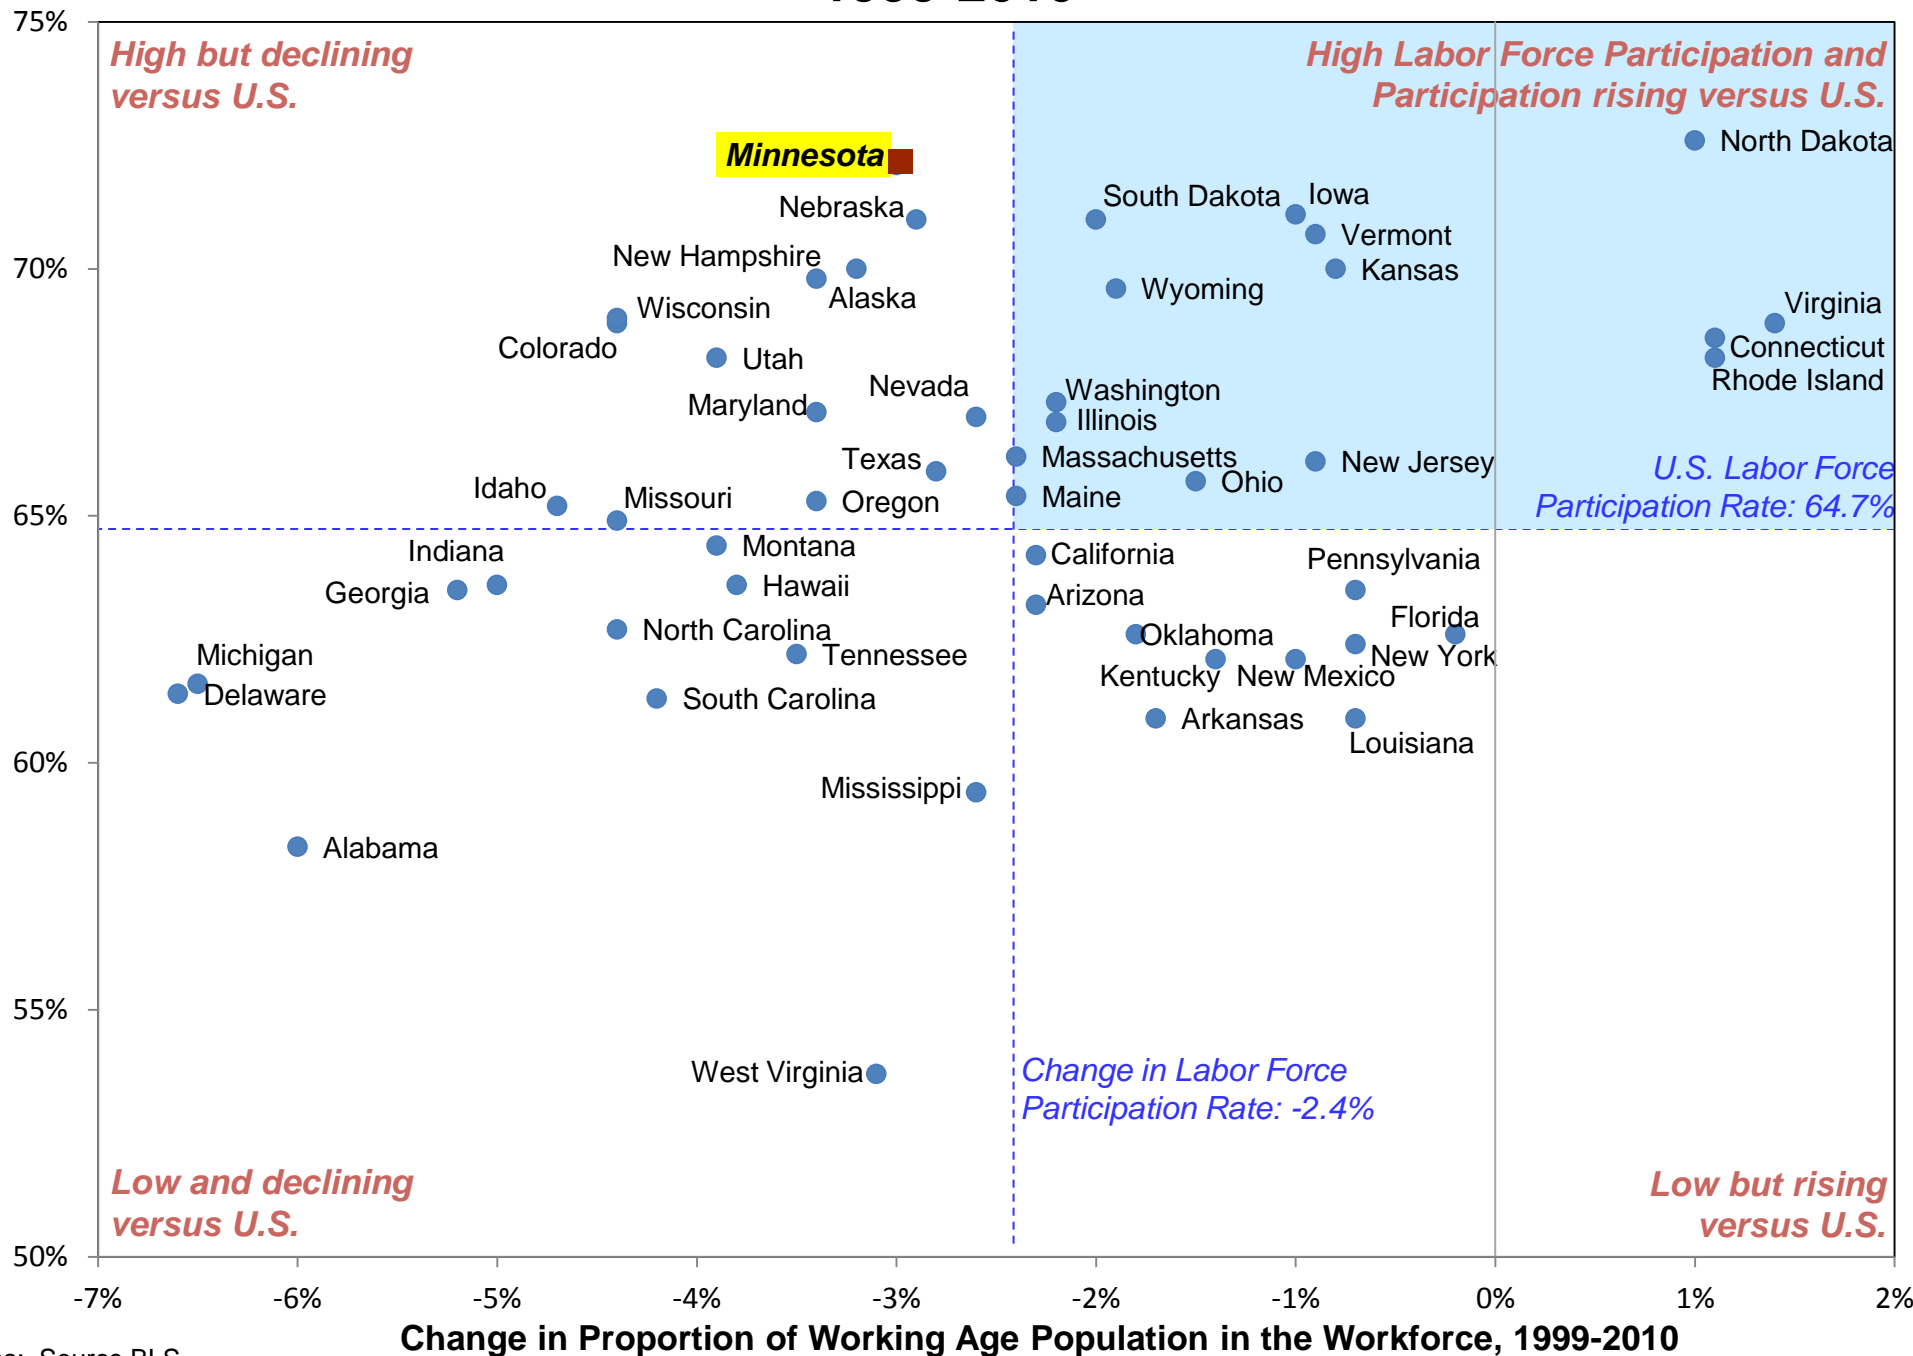 75%
High but declining
versus U.S.
High Labor Force Participation and
Participation rising versus U.S.
Minnesota
North Dakota
Nebraska
South Dakota
Iowa
Vermont
New Hampshire
Alaska
Kansas
70%
Wyoming
Wisconsin
Virginia
Colorado
Utah
Connecticut
Rhode Island
Nevada
Washington
Maryland
Illinois
Texas
Massachusetts
New Jersey
U.S. Labor Force
Participation Rate: 64.7%
Idaho
Missouri
Oregon
Maine
Ohio
65%
Indiana
Montana
California
Pennsylvania
Georgia
Hawaii
Arizona
Florida
North Carolina
Oklahoma
New York
Michigan
Tennessee
Kentucky
New Mexico
Delaware
South Carolina
Arkansas
Louisiana
60%
Mississippi
Alabama
55%
West Virginia
Change in Labor Force
Participation Rate: -2.4%
Low and declining
versus U.S.
Low but rising
versus U.S.
50%
-7% -6% -5% -4% -3% -2% -1% 0% 1% 2%
Change in Proportion of Working Age Population in the Workforce, 1999-2010
Source BLS